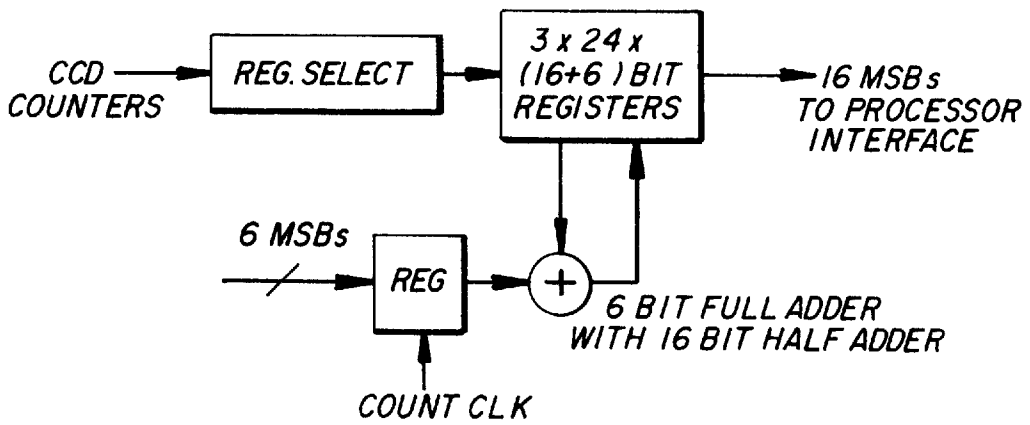 CCD
COUNTERS
REG. SELECT
3 x 24 x
(16+6) BIT
REGISTERS
16 MSBs
TO PROCESSOR
INTERFACE
6 MSBs
REG
+
6 BIT FULL ADDER
WITH 16 BIT HALF ADDER
COUNT CLK